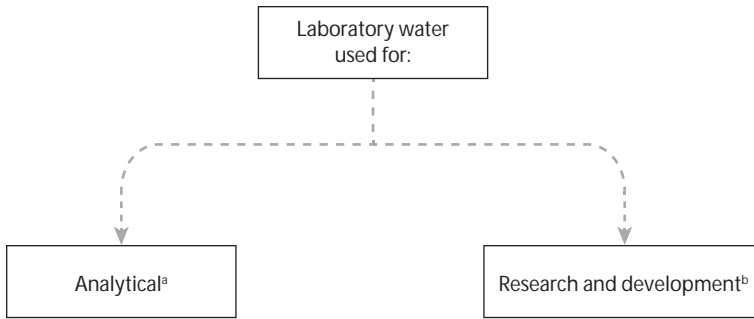 Laboratory water
used for:
Analyticalᵃ
Research and developmentᵇ